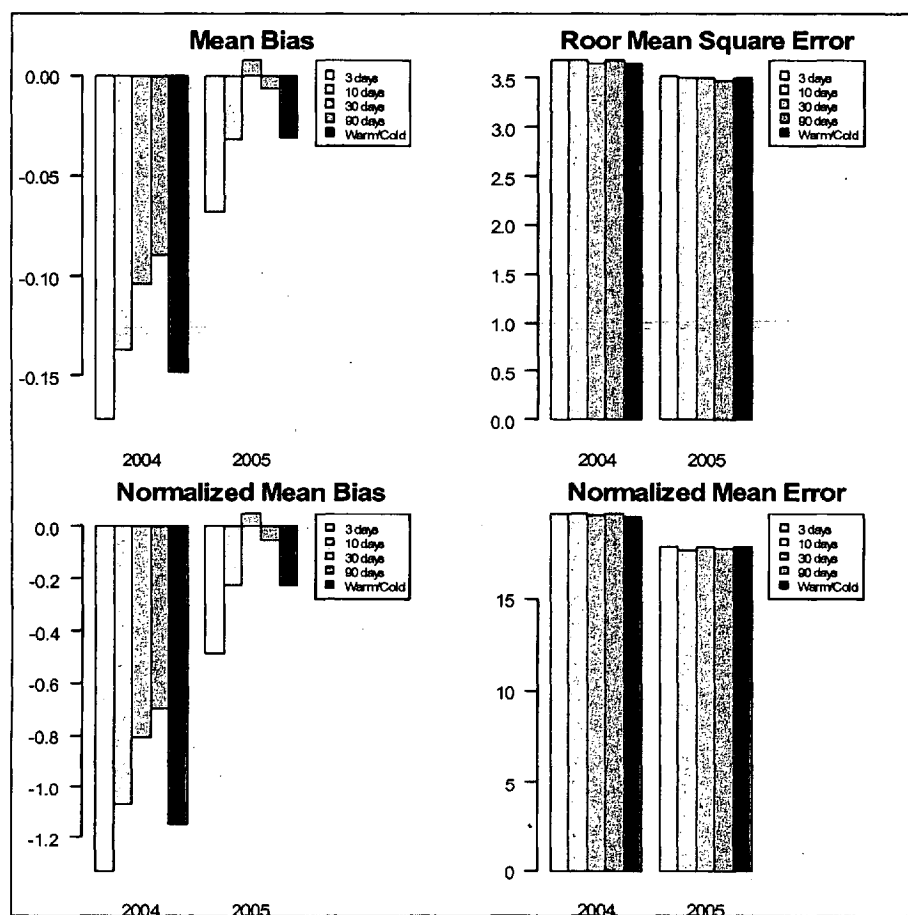 Mean Bias
0.00
-0.05
-0.10
-0.15
3 days
10 days
30 days
90 days
Warm/Cold
2004
2005
Roor Mean Square Error
3.5
3.0
2.5
2.0
1.5
1.0
0.5
0.0
3 days
10 days
30 days
90 days
Warm/Cold
2004
2005
Normalized Mean Bias
0.0
-0.2
-0.4
-0.6
-0.8
-1.0
-1.2
3 days
10 days
30 days
90 days
Warm/Cold
2004
2005
Normalized Mean Error
15
10
5
0
3 days
10 days
30 days
90 days
Warm/Cold
2004
2005